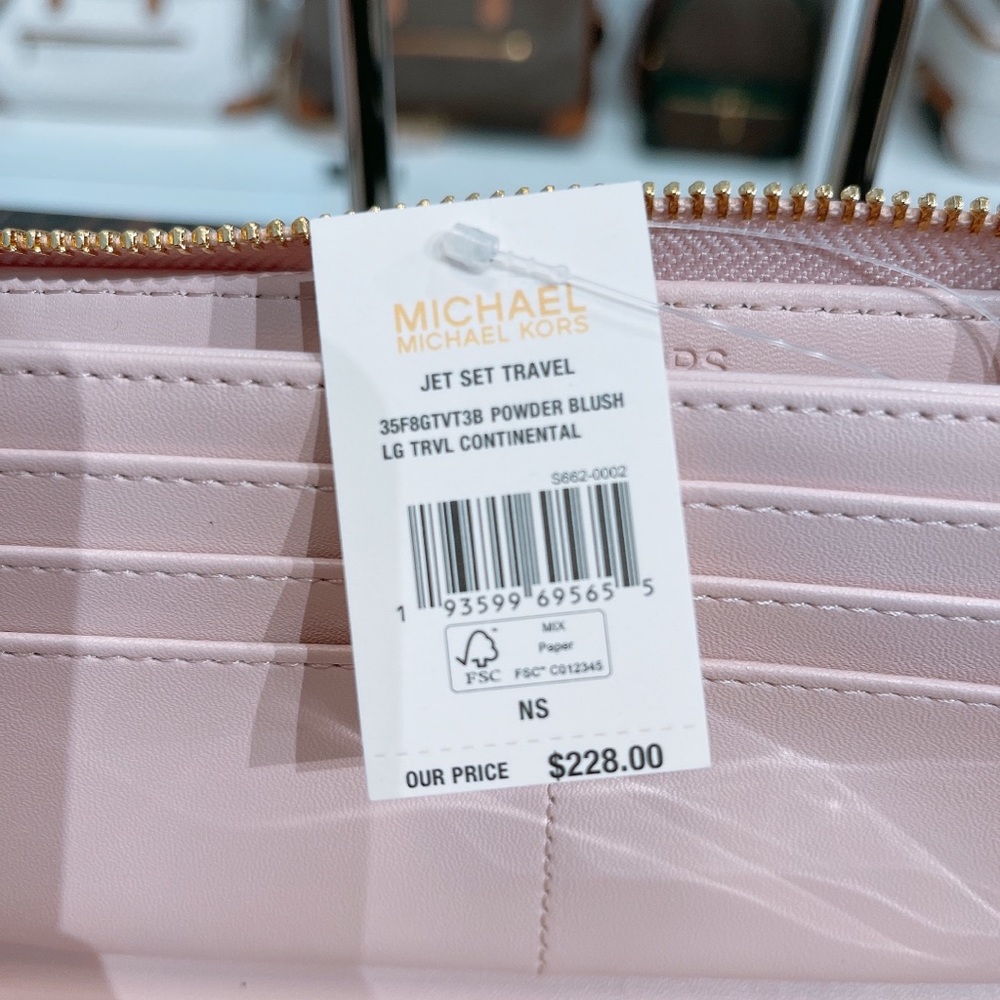 MICHAEL
MICHAEL KORS
JET SET TRAVEL
35F8GTVT3B POWDER BLUSH
LG TRVL CONTINENTAL
S662-0002
1 93599 69565 5
FSC
MIX
Paper
FSC™ C012345
NS
OUR PRICE $228.00